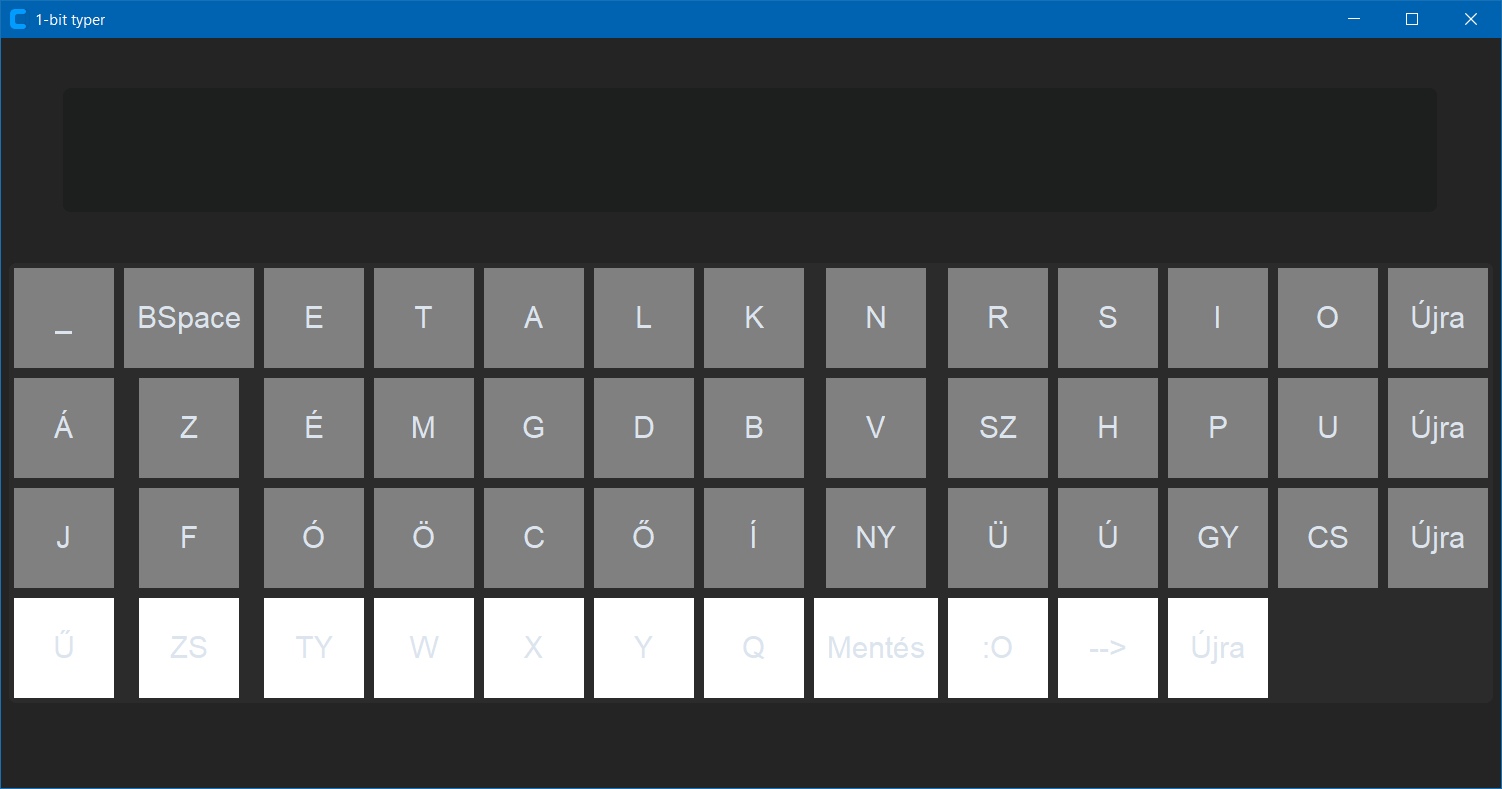 1-bit typer
_ BSpace E T A L K N R S I O Újra
Á Z É M G D B V SZ H P U Újra
J F Ó Ö C Ő Í NY Ü Ú GY CS Újra
Ű ZS TY W X Y Q Mentés :O --> Újra